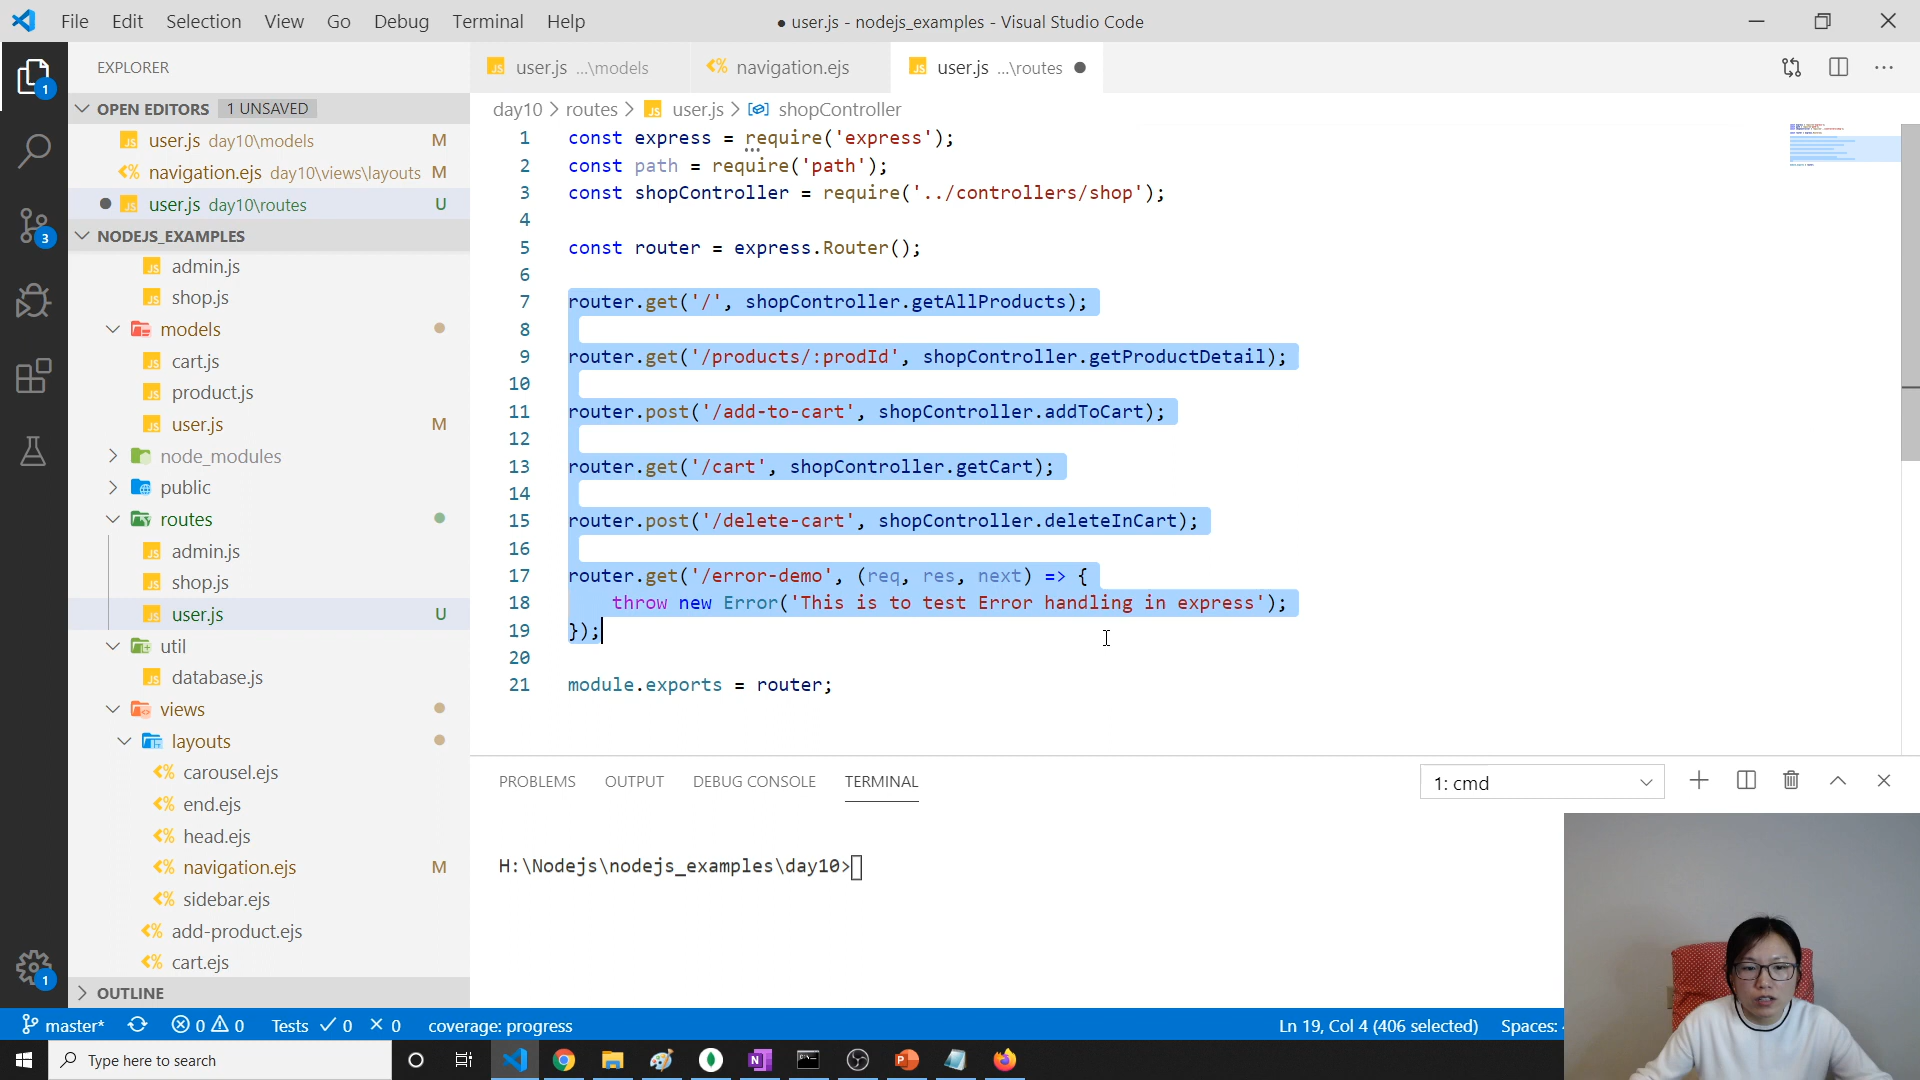 File Edit Selection View Go Debug Terminal Help
● user.js - nodejs_examples - Visual Studio Code
EXPLORER
OPEN EDITORS 1 UNSAVED
user.js day10\models M
navigation.ejs day10\views\layouts M
user.js day10\routes U
NODEJS_EXAMPLES
admin.js
shop.js
models
cart.js
product.js
user.js M
node_modules
public
routes
admin.js
shop.js
user.js U
util
database.js
views
layouts
carousel.ejs
end.ejs
head.ejs
navigation.ejs M
sidebar.ejs
add-product.ejs
cart.ejs
OUTLINE
1
3
1
user.js ...\models
navigation.ejs
user.js ...\routes
day10 > routes > user.js > shopController
1 const express = require('express');
2 const path = require('path');
3 const shopController = require('../controllers/shop');
4
5 const router = express.Router();
6
7 router.get('/', shopController.getAllProducts);
8
9 router.get('/products/:prodId', shopController.getProductDetail);
10
11 router.post('/add-to-cart', shopController.addToCart);
12
13 router.get('/cart', shopController.getCart);
14
15 router.post('/delete-cart', shopController.deleteInCart);
16
17 router.get('/error-demo', (req, res, next) => {
18 throw new Error('This is to test Error handling in express');
19 });
20
21 module.exports = router;
PROBLEMS OUTPUT DEBUG CONSOLE TERMINAL
1: cmd
H:\Nodejs\nodejs_examples\day10>
master* 0 0 Tests ✓ 0 × 0 coverage: progress
Ln 19, Col 4 (406 selected) Spaces:
Type here to search